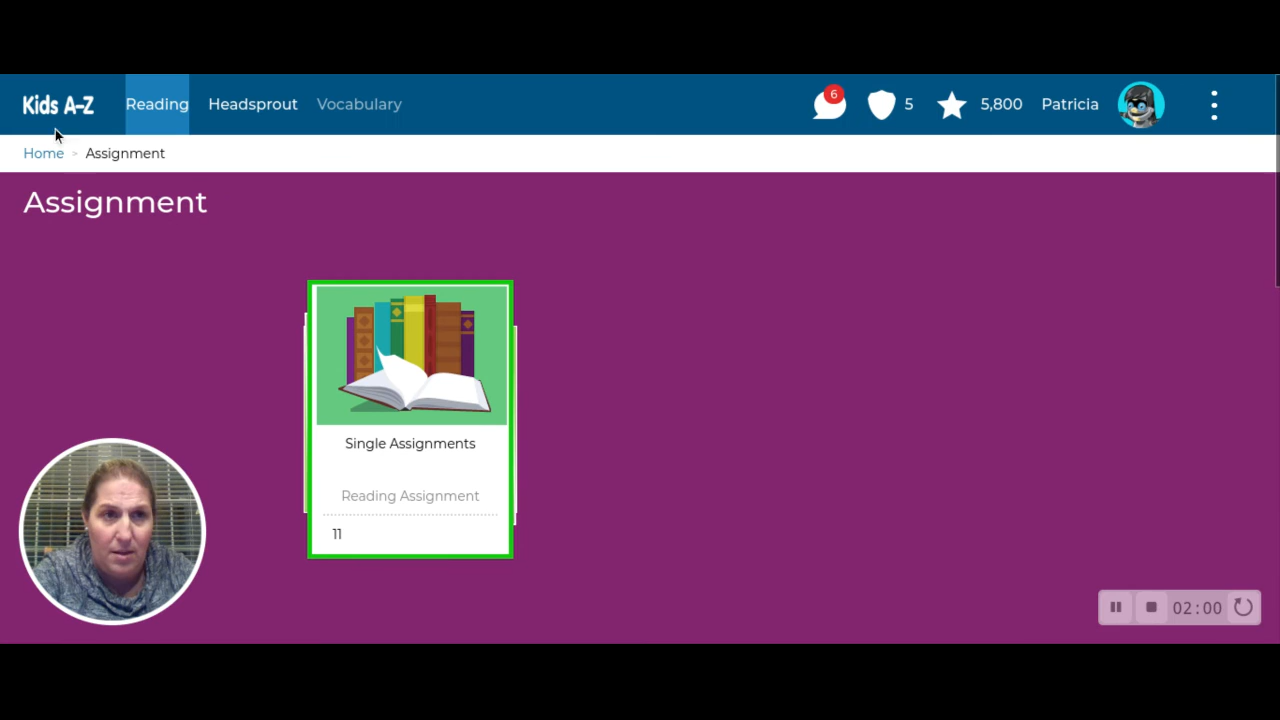 Kids A-Z Reading Headsprout Vocabulary 6 5 5,800 Patricia
Home > Assignment
Assignment
Single Assignments
Reading Assignment
11
02:00